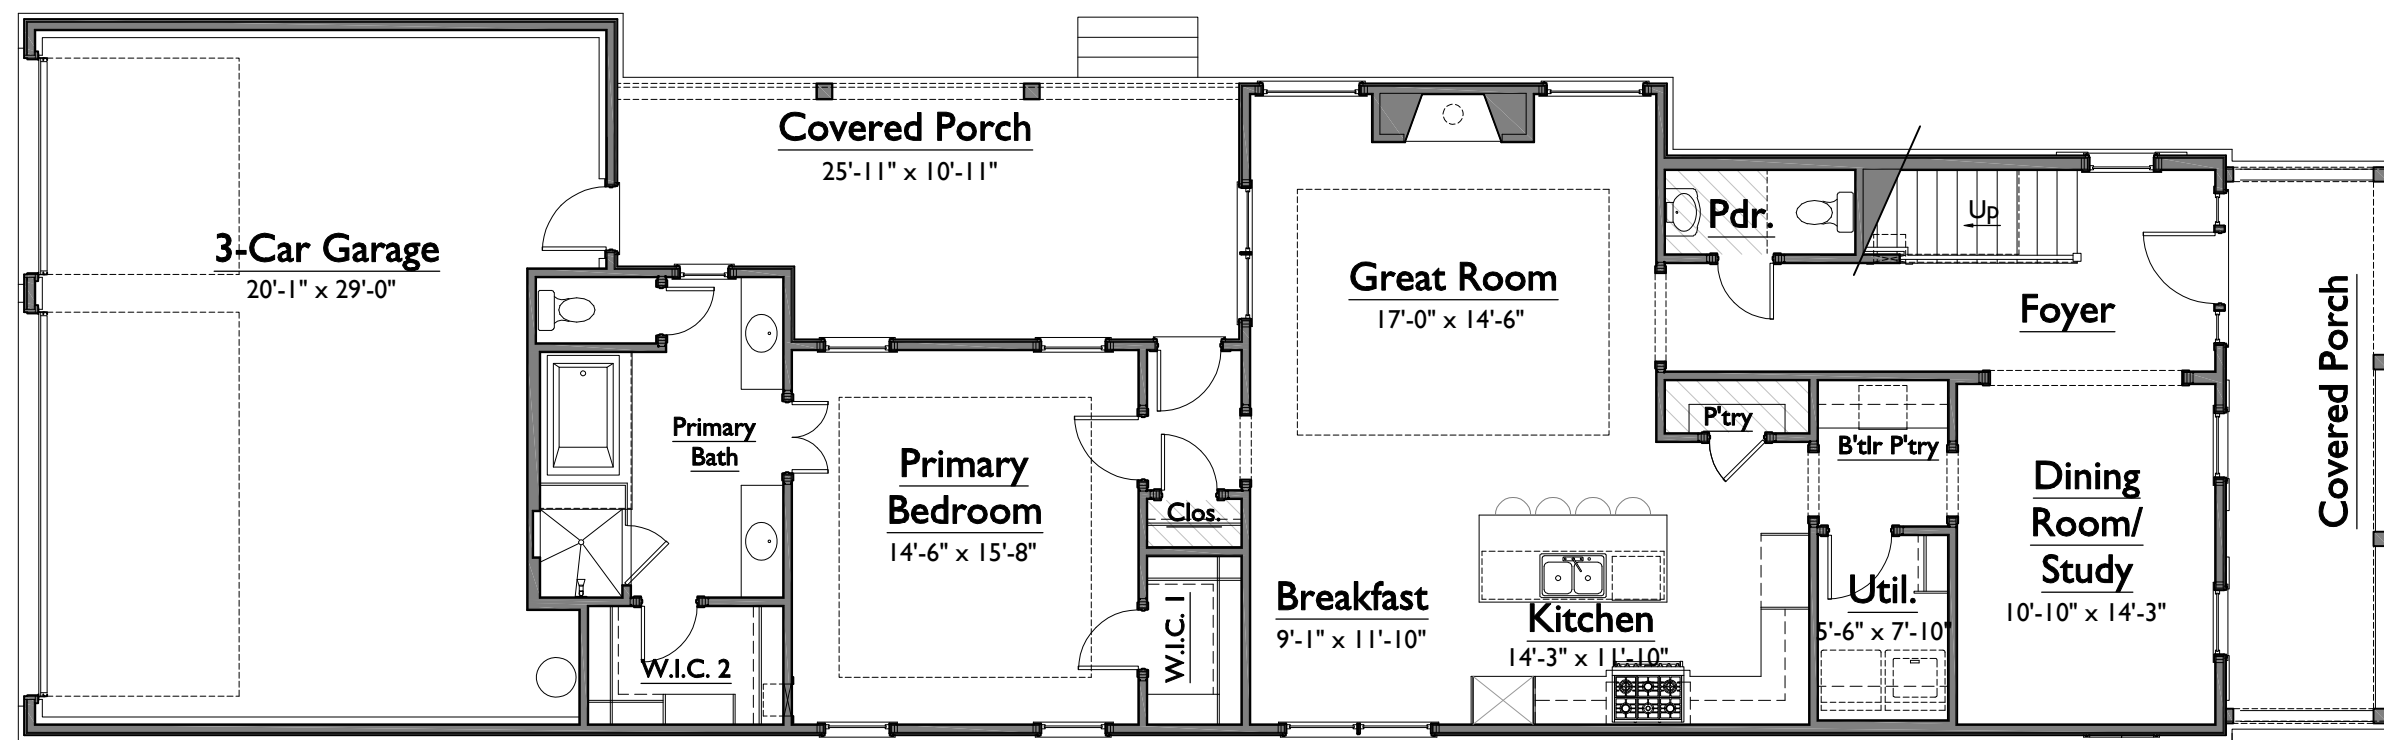 3-Car Garage
20'-1" x 29'-0"
Covered Porch
25'-11" x 10'-11"
Primary
Bath
W.I.C. 2
Primary
Bedroom
14'-6" x 15'-8"
Clos.
W.I.C. 1
Great Room
17'-0" x 14'-6"
Breakfast
9'-1" x 11'-10"
Kitchen
14'-3" x 11'-10"
Pdr.
Up
Foyer
P'try
B'tlr P'try
Util.
5'-6" x 7'-10"
Dining
Room/
Study
10'-10" x 14'-3"
Covered Porch